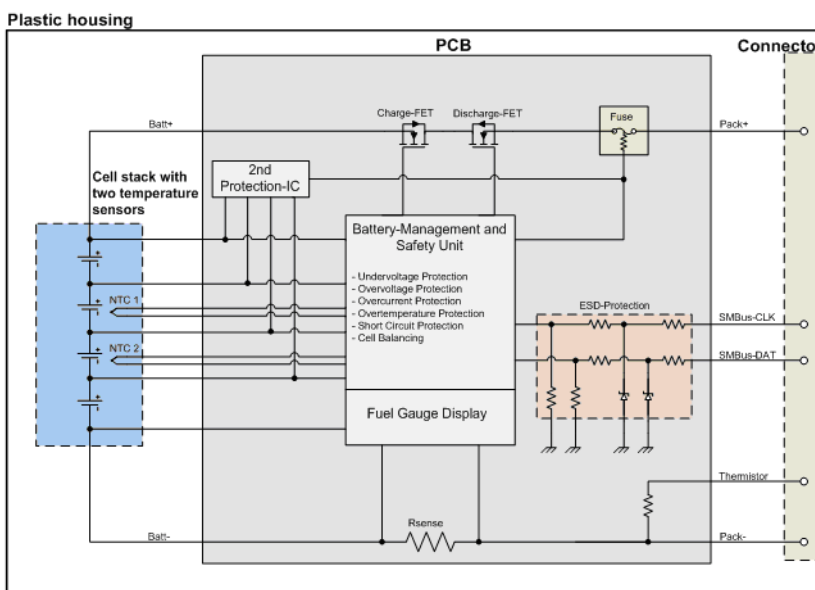 Plastic housing
PCB
Connecto
Charge-FET
Discharge-FET
Fuse
Batt+
Pack+
2nd
Protection-IC
Cell stack with
two temperature
sensors
Battery-Management and
Safety Unit
- Undervoltage Protection
- Overvoltage Protection
- Overcurrent Protection
- Overtemperature Protection
- Short Circuit Protection
- Cell Balancing
NTC 1
NTC 2
ESD-Protection
SMBus-CLK
SMBus-DAT
Fuel Gauge Display
Thermistor
Rsense
Batt-
Pack-